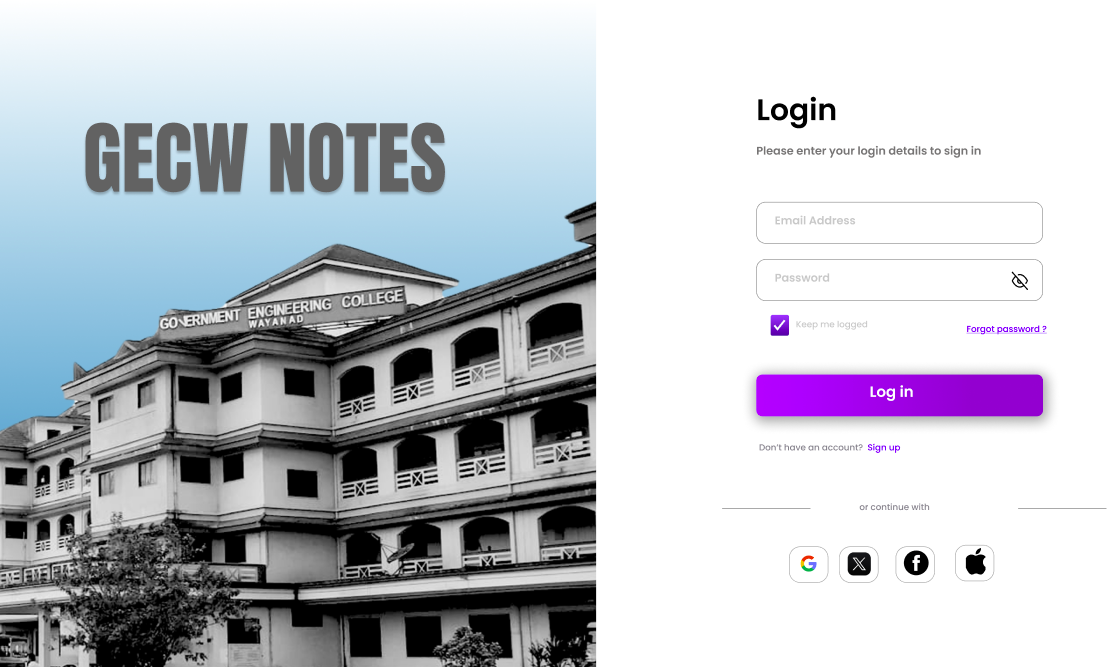 GECW NOTES
GOVERNMENT ENGINEERING COLLEGE
WAYANAD
Login
Please enter your login details to sign in
Email Address
Password
Keep me logged
Forgot password ?
Log in
Don't have an account? Sign up
or continue with